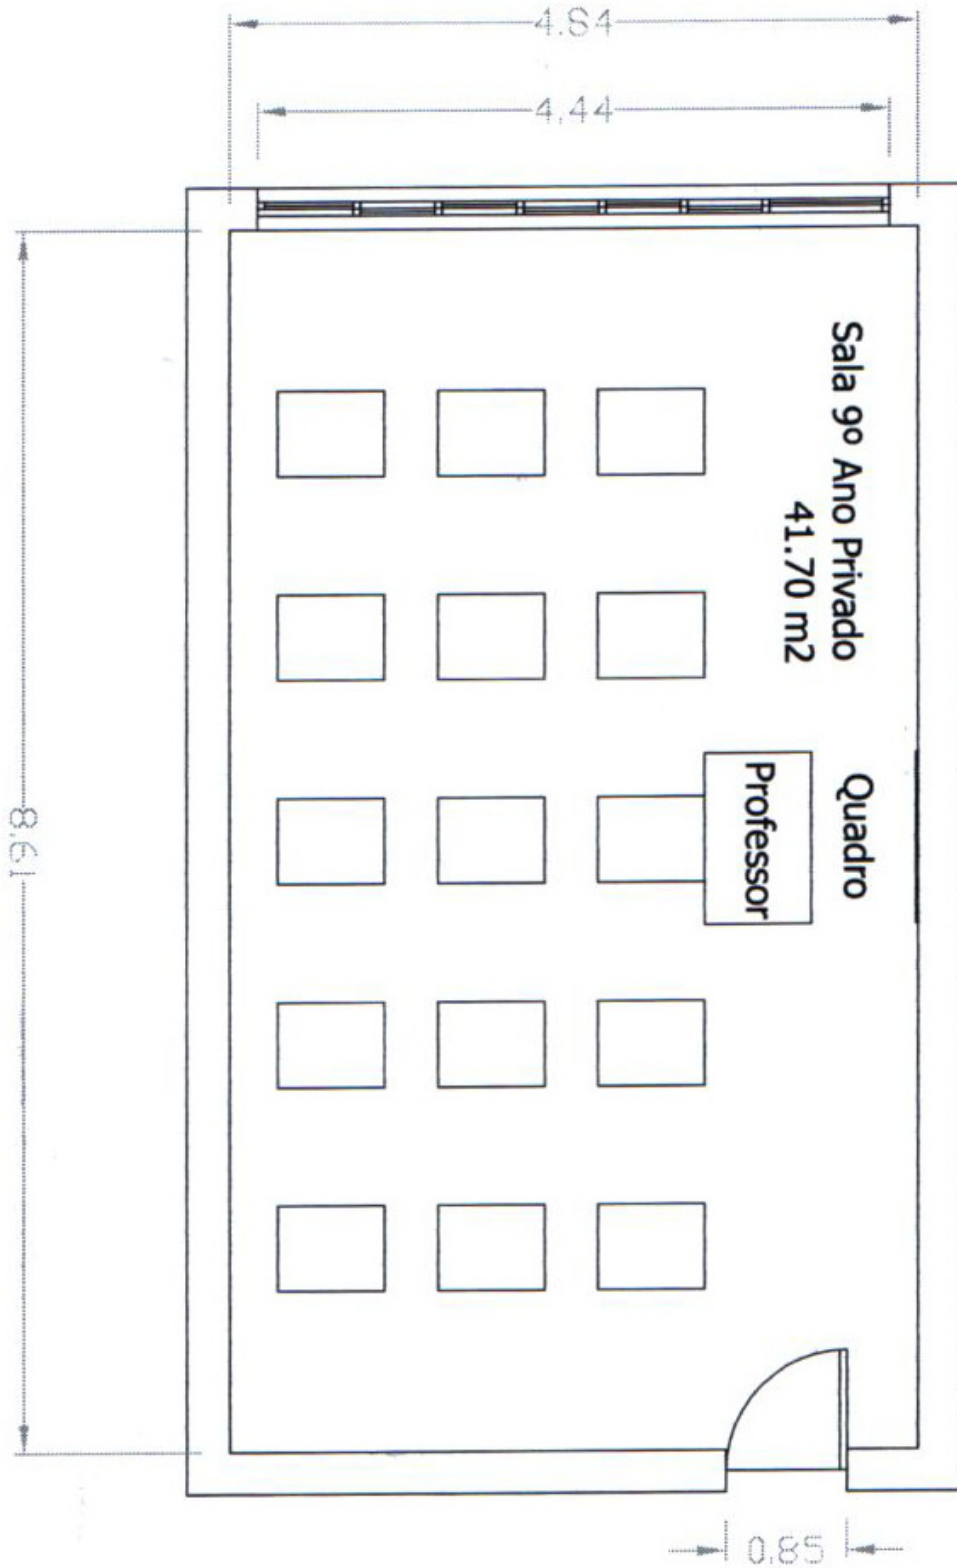 4.84
4.44
Sala 9º Ano Privado
41.70 m2
Quadro
Professor
8.61
0.85